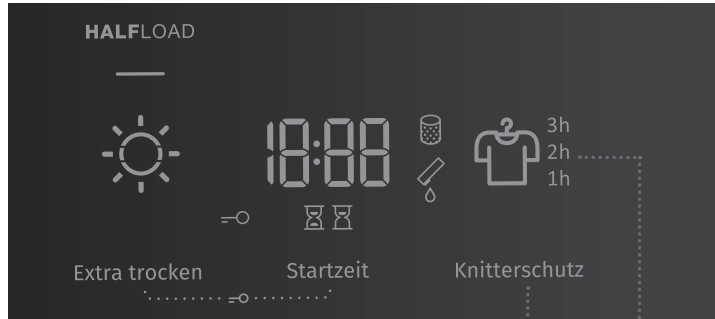 HALFLOAD
18:88
3h
2h
1h
Extra trocken
Startzeit
Knitterschutz